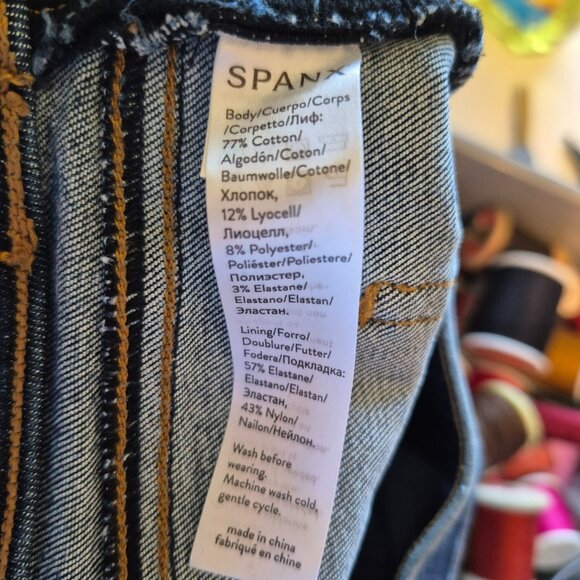 SPANX
Body/Cuerpo/Corps
/Corpetto/Лиф:
77% Cotton/
Algodón/Coton/
Baumwolle/Cotone/
Хлопок,
12% Lyocell/
Лиоцелл,
8% Polyester/
Poliéster/Poliestere/
Полиэстер.
3% Elastane/
Elastano/Elastan/
Эластан.
Lining/Forro/
Doublure/Futter/
Fodera/Подкладка:
57% Elastane/
Elastano/Elastan/
Эластан,
43% Nylon/
Nailon/Нейлон.
Wash before
wearing.
Machine wash cold,
gentle cycle.
made in china
fabriqué en chine